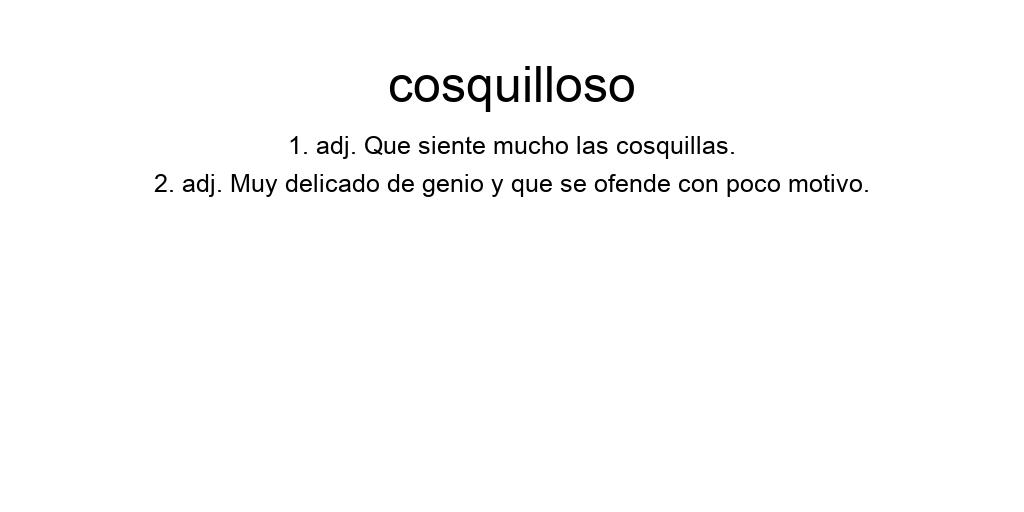 cosquilloso
1. adj. Que siente mucho las cosquillas.
2. adj. Muy delicado de genio y que se ofende con poco motivo.